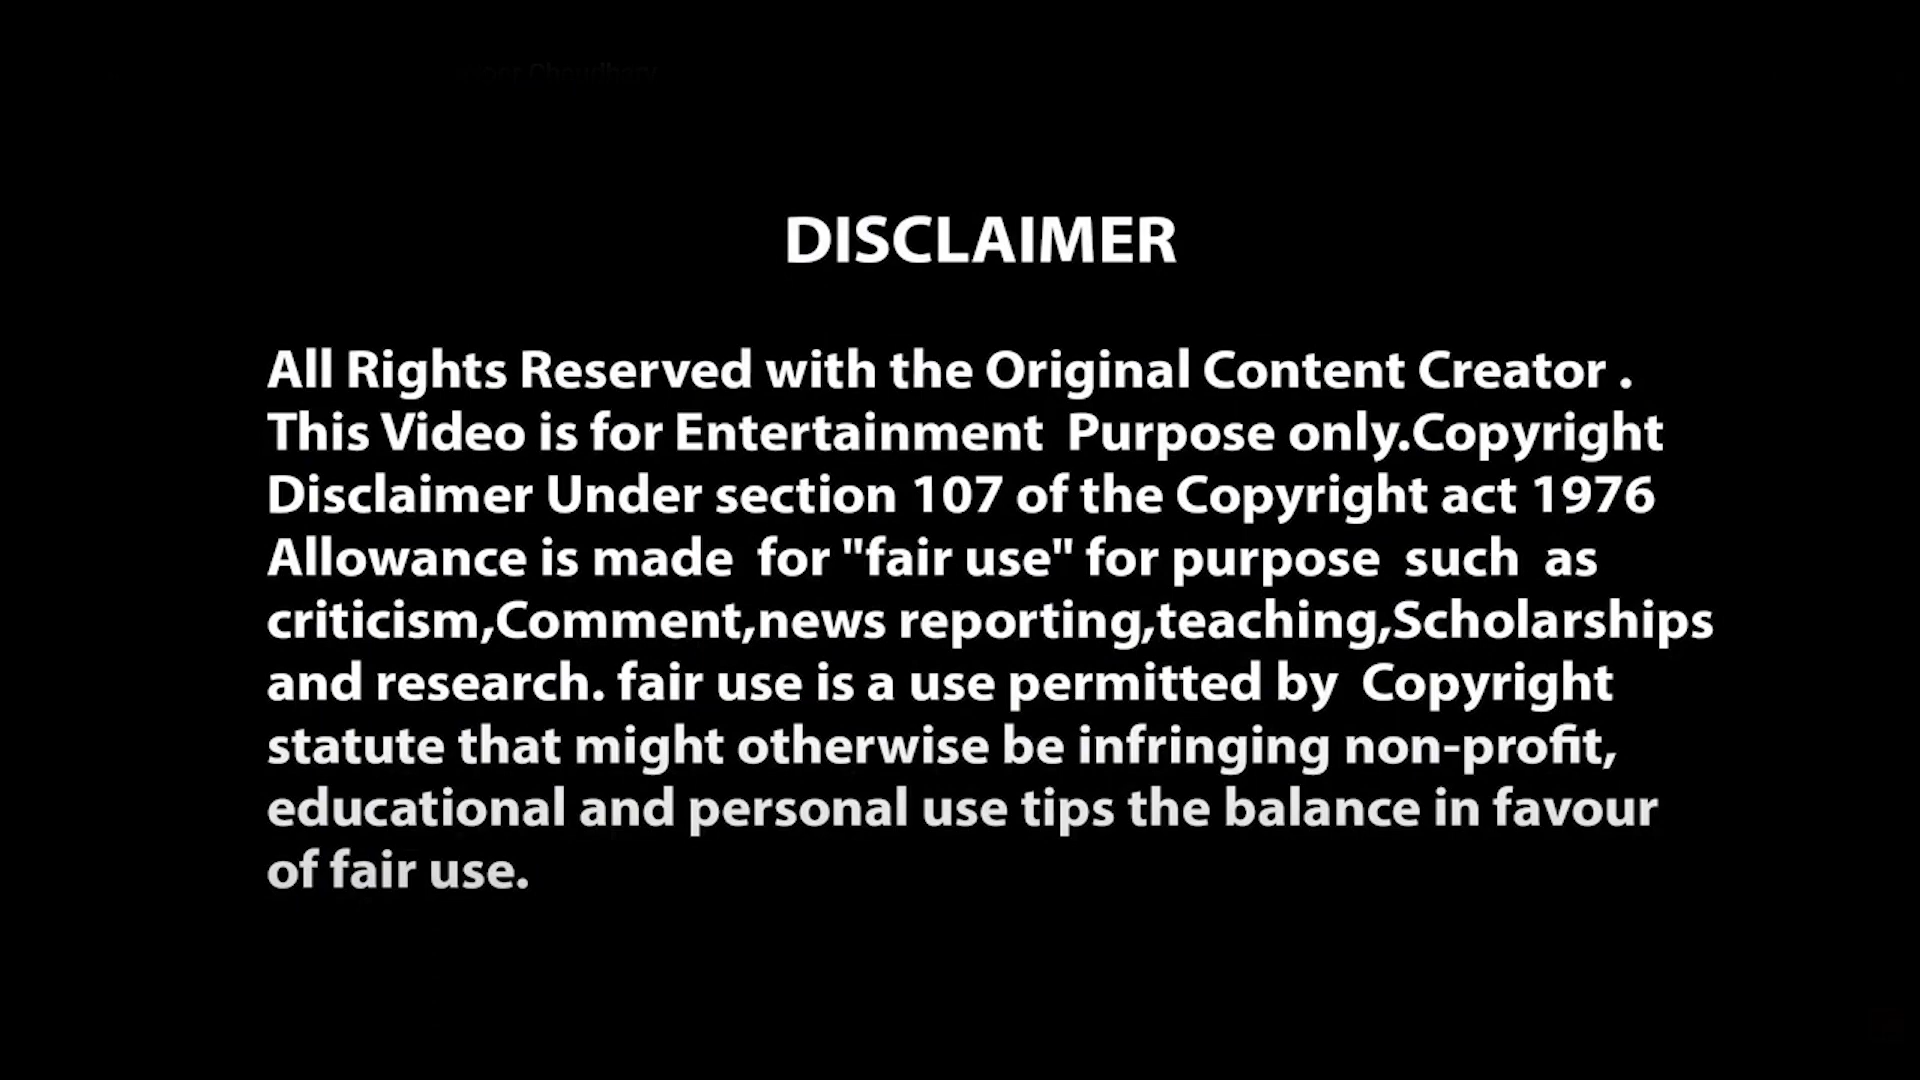 DISCLAIMER
All Rights Reserved with the Original Content Creator .
This Video is for Entertainment  Purpose only.Copyright
Disclaimer Under section 107 of the Copyright act 1976
Allowance is made  for "fair use" for purpose  such  as
criticism,Comment,news reporting,teaching,Scholarships
and research. fair use is a use permitted by  Copyright
statute that might otherwise be infringing non-profit,
educational and personal use tips the balance in favour
of fair use.